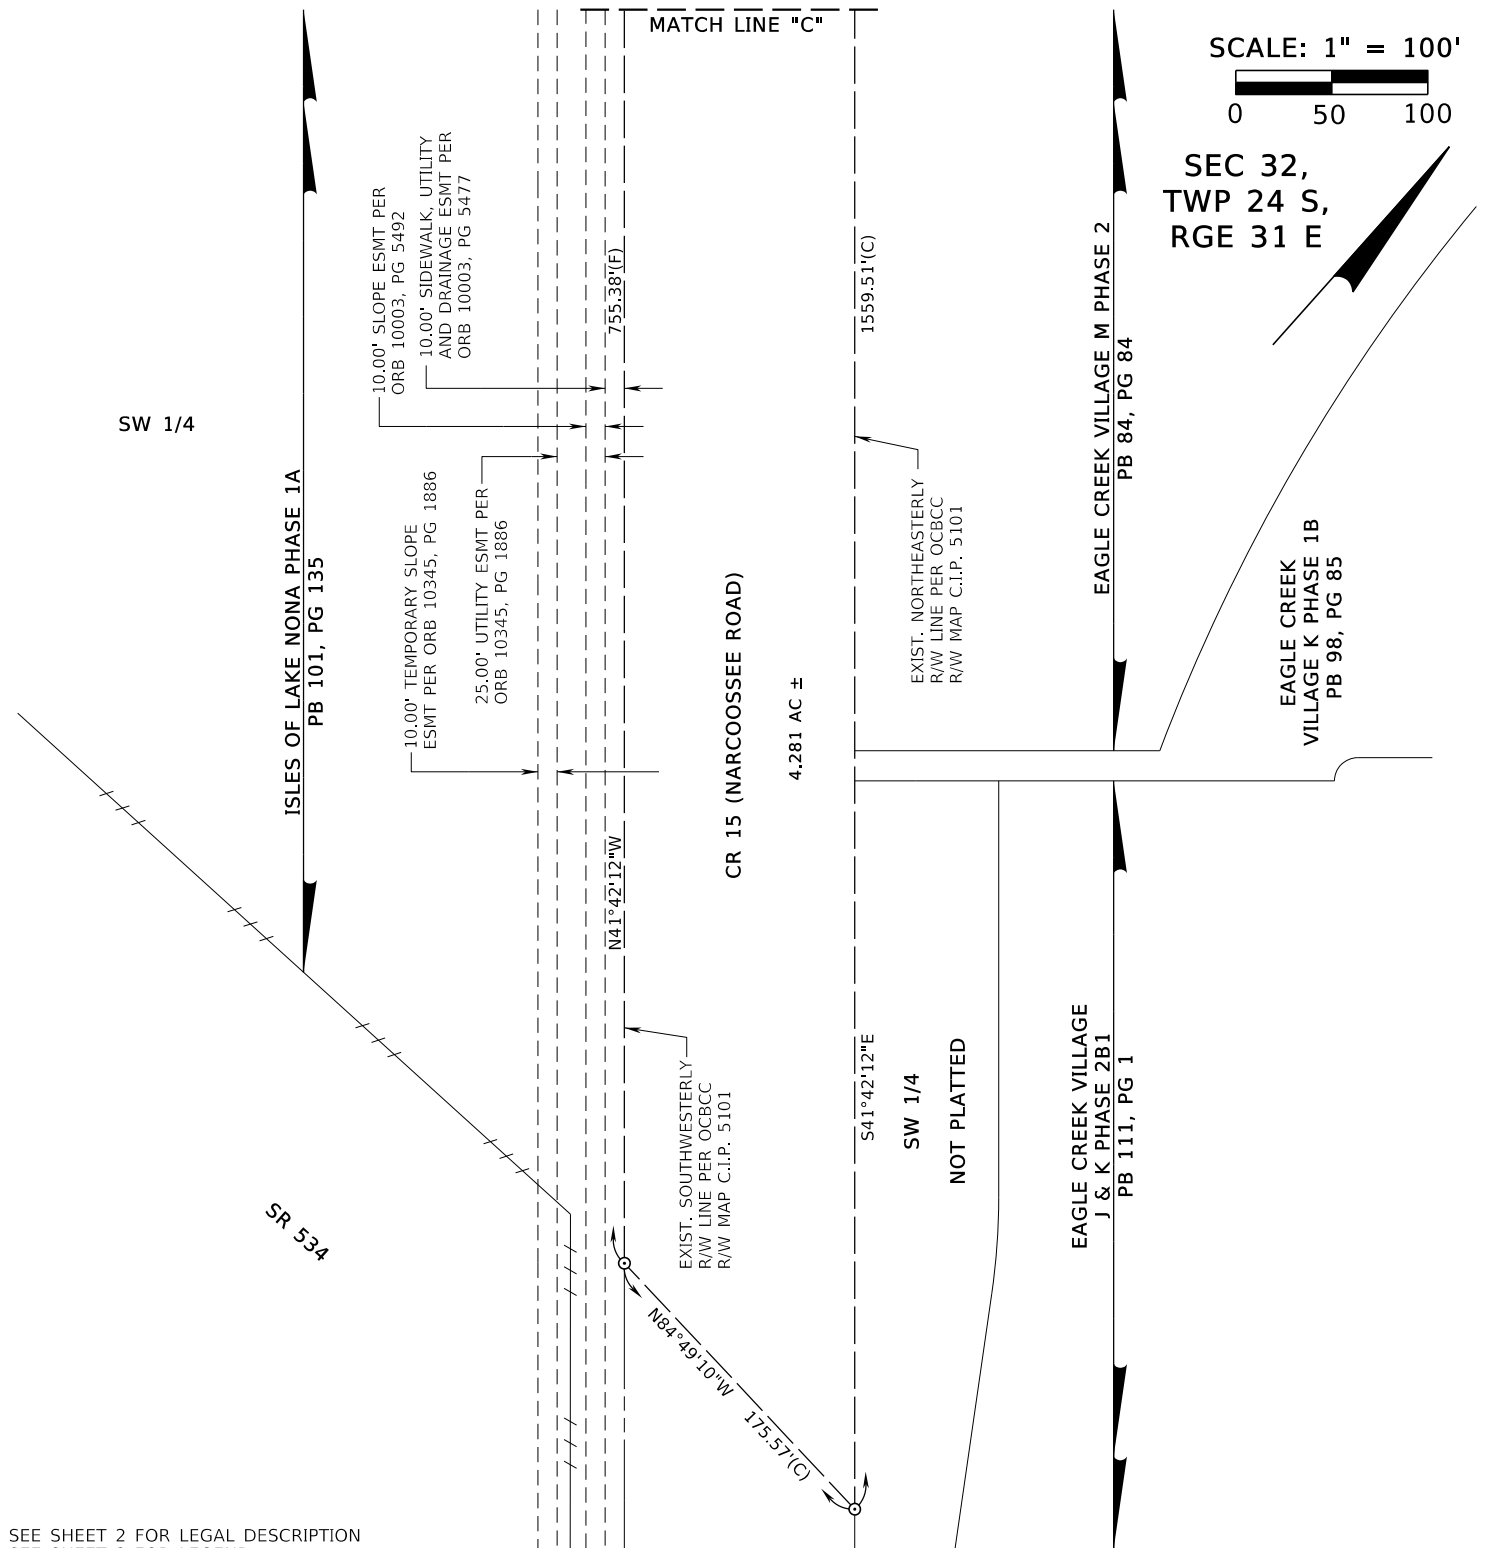 MATCH LINE "C"
SCALE: 1" = 100'
0 50 100
SEC 32,
TWP 24 S,
RGE 31 E
10.00' SLOPE ESMT PER
ORB 10003, PG 5492
10.00' SIDEWALK, UTILITY
AND DRAINAGE ESMT PER
ORB 10003, PG 5477
755.38'(F)
1559.51'(C)
EAGLE CREEK VILLAGE M PHASE 2
PB 84, PG 84
SW 1/4
ISLES OF LAKE NONA PHASE 1A
PB 101, PG 135
10.00' TEMPORARY SLOPE
ESMT PER ORB 10345, PG 1886
25.00' UTILITY ESMT PER
ORB 10345, PG 1886
CR 15 (NARCOOSSEE ROAD)
4.281 AC ±
EXIST. NORTHEASTERLY
R/W LINE PER OCBCC
R/W MAP C.I.P. 5101
EAGLE CREEK
VILLAGE K PHASE 1B
PB 98, PG 85
N41°42'12"W
EXIST. SOUTHWESTERLY
R/W LINE PER OCBCC
R/W MAP C.I.P. 5101
S41°42'12"E
SW 1/4
NOT PLATTED
EAGLE CREEK VILLAGE
J & K PHASE 2B1
PB 111, PG 1
SR 534
N84°49'10"W 175.57'(C)
SEE SHEET 2 FOR LEGAL DESCRIPTION